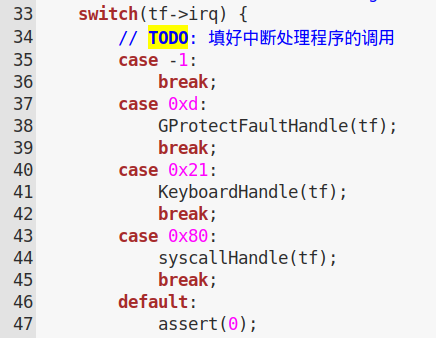 33 switch(tf->irq) {
34 // TODO: 填好中断处理程序的调用
35 case -1:
36 break;
37 case 0xd:
38 GProtectFaultHandle(tf);
39 break;
40 case 0x21:
41 KeyboardHandle(tf);
42 break;
43 case 0x80:
44 syscallHandle(tf);
45 break;
46 default:
47 assert(0);